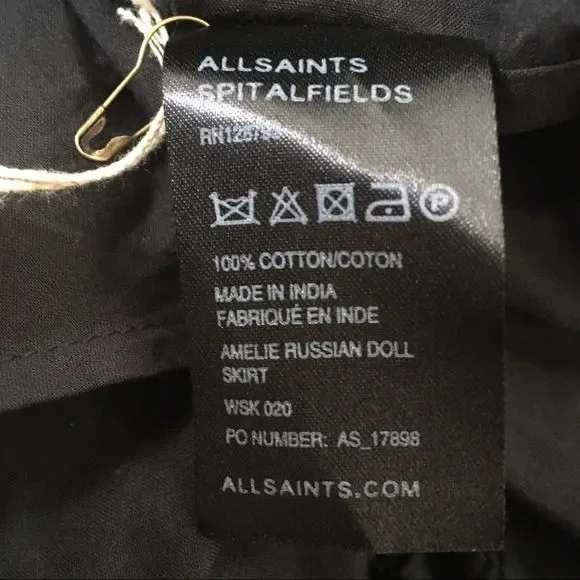 ALLSAINTS
SPITALFIELDS
P
100% COTTON/COTON
MADE IN INDIA
FABRIQUÉ EN INDE
AMELIE RUSSIAN DOLL
SKIRT
WSK 020
PO NUMBER: AS_17898
ALLSAINTS.COM